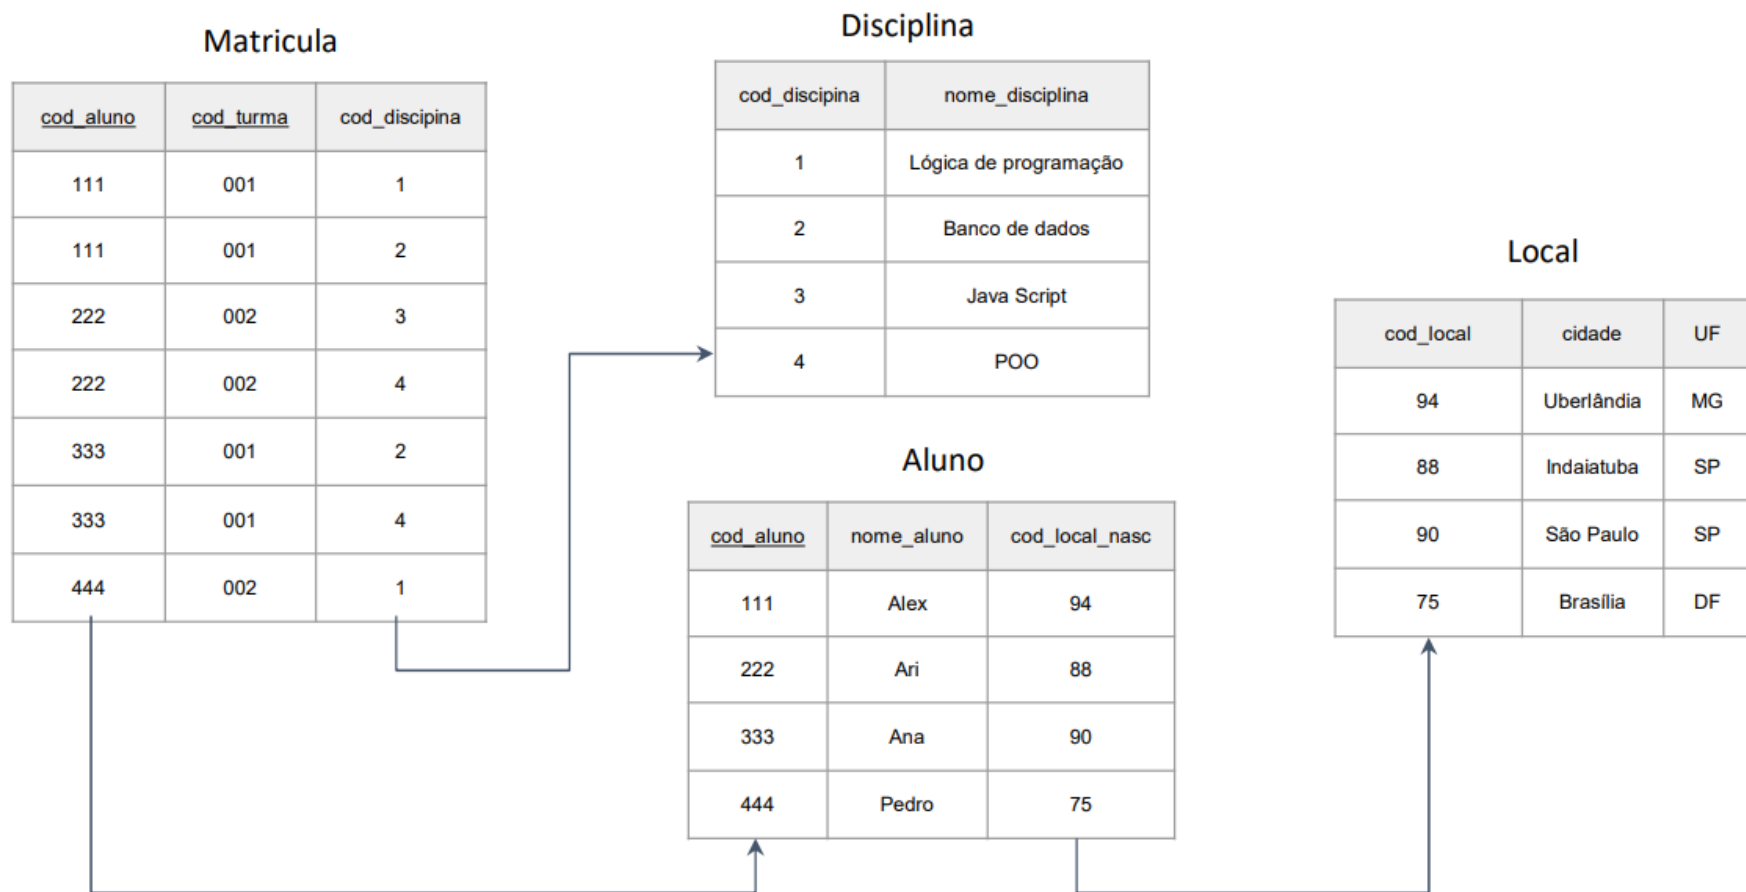 Matricula
cod_aluno cod_turma cod_discipina
111 001 1
111 001 2
222 002 3
222 002 4
333 001 2
333 001 4
444 002 1
Disciplina
cod_discipina nome_disciplina
1 Lógica de programação
2 Banco de dados
3 Java Script
4 POO
Aluno
cod_aluno nome_aluno cod_local_nasc
111 Alex 94
222 Ari 88
333 Ana 90
444 Pedro 75
Local
cod_local cidade UF
94 Uberlândia MG
88 Indaiatuba SP
90 São Paulo SP
75 Brasília DF